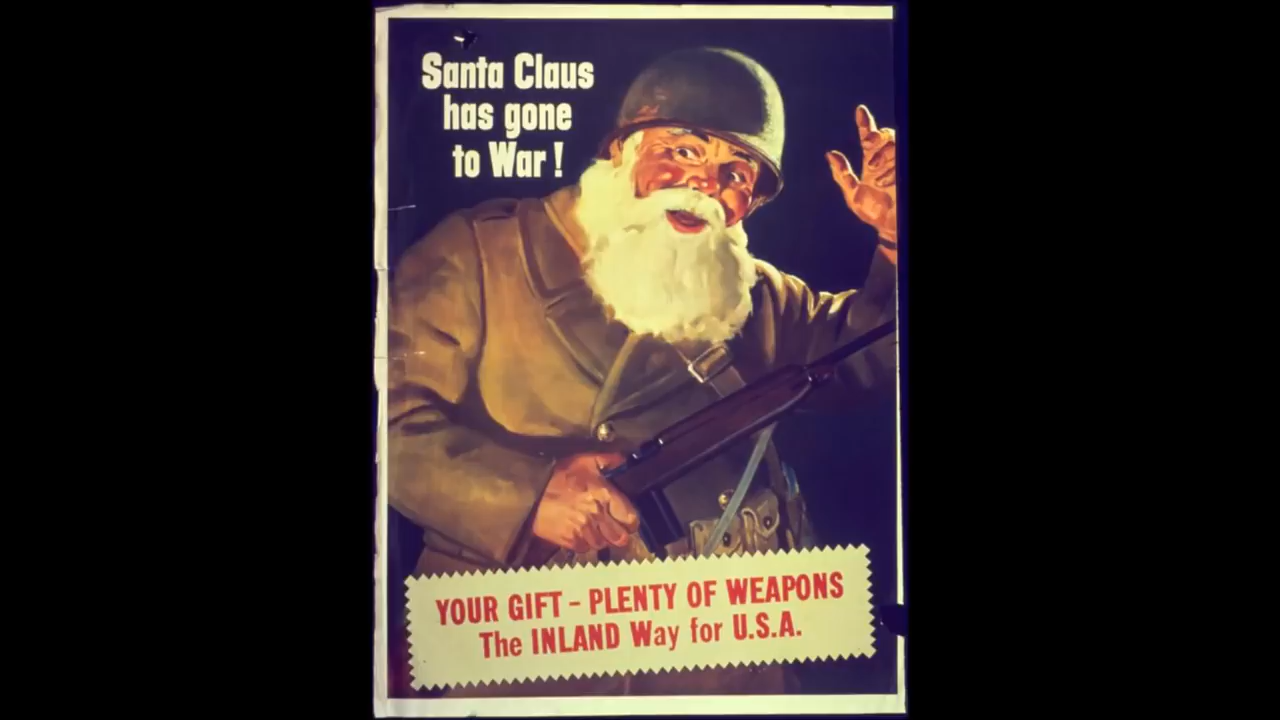 Santa Claus
has gone
to War!
YOUR GIFT - PLENTY OF WEAPONS
The INLAND Way for U.S.A.